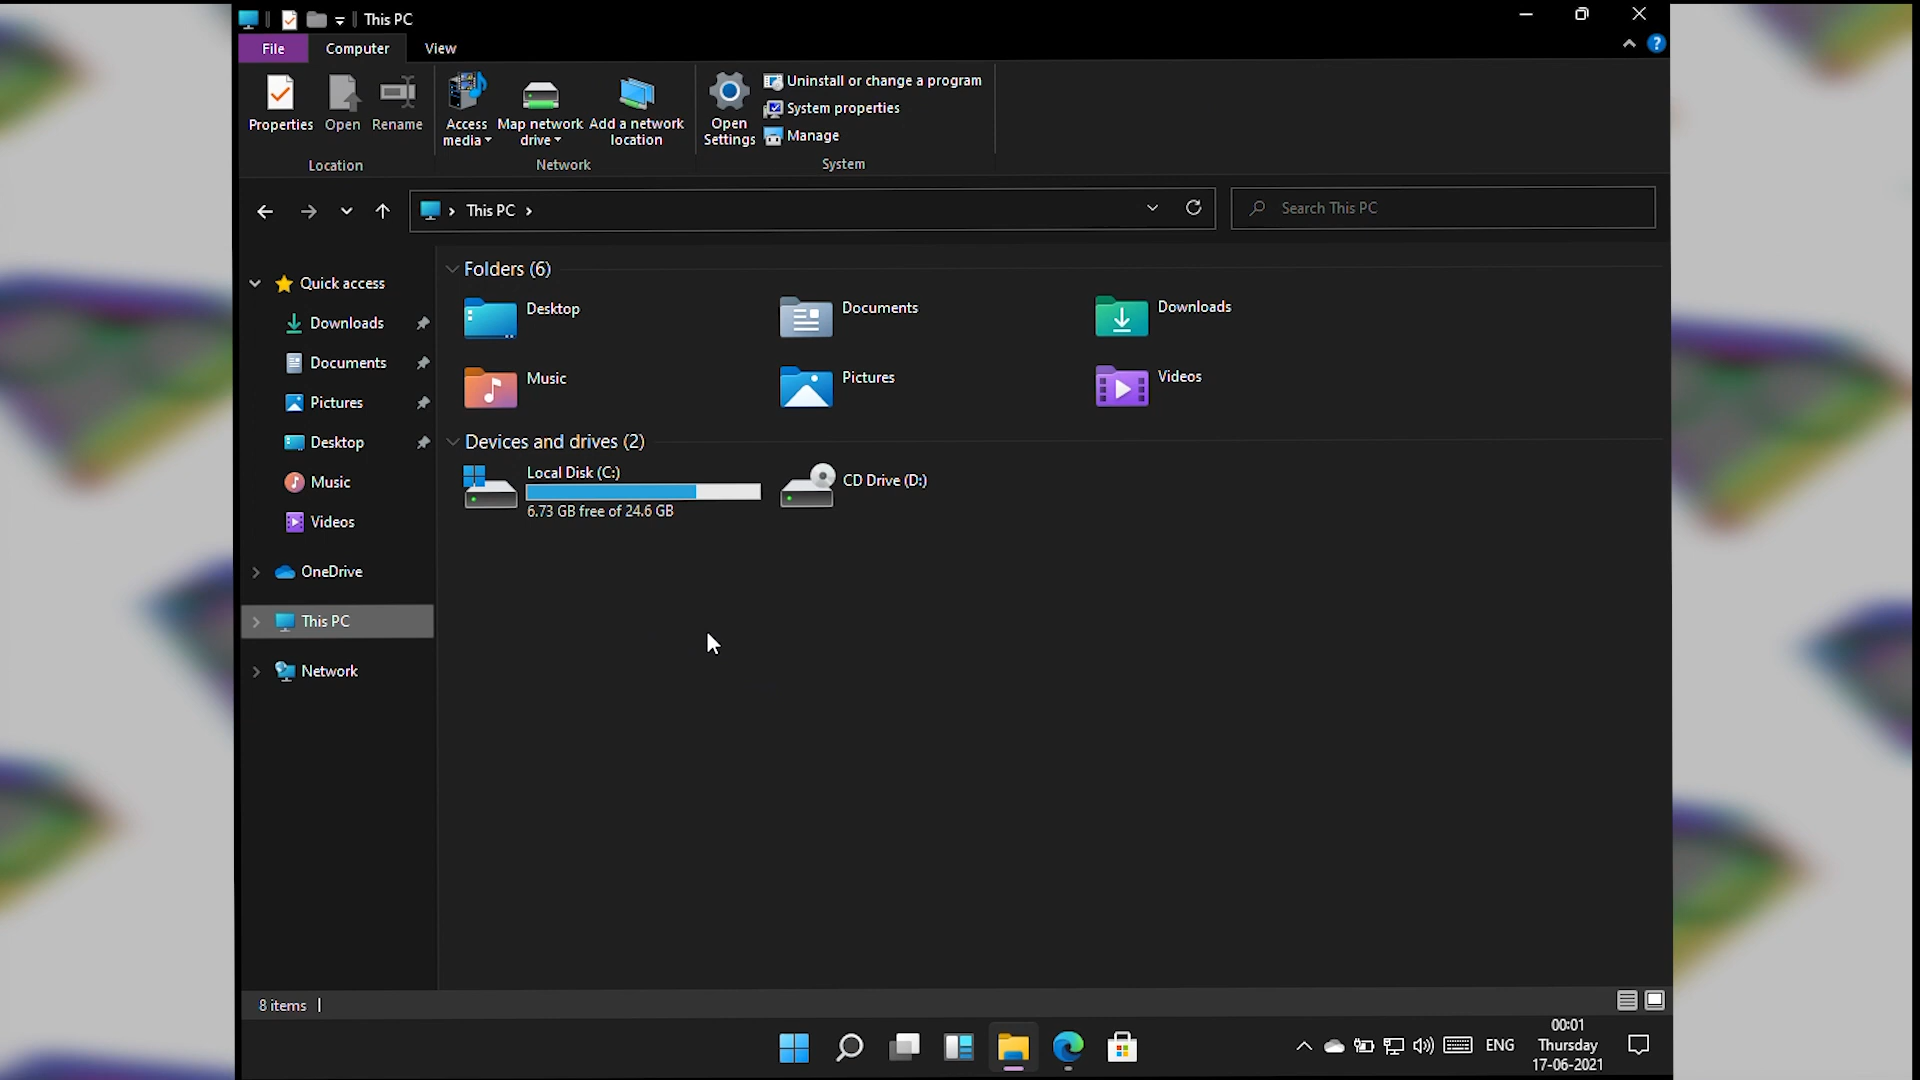 This PC
File
Computer
View
Properties
Open
Rename
Access media
Map network drive
Add a network location
Open Settings
Uninstall or change a program
System properties
Manage
Location
Network
System
This PC
Search This PC
Quick access
Downloads
Documents
Pictures
Desktop
Music
Videos
OneDrive
This PC
Network
Folders (6)
Desktop
Documents
Downloads
Music
Pictures
Videos
Devices and drives (2)
Local Disk (C:)
6.73 GB free of 24.6 GB
CD Drive (D:)
8 items
ENG
00:01
Thursday
17-06-2021